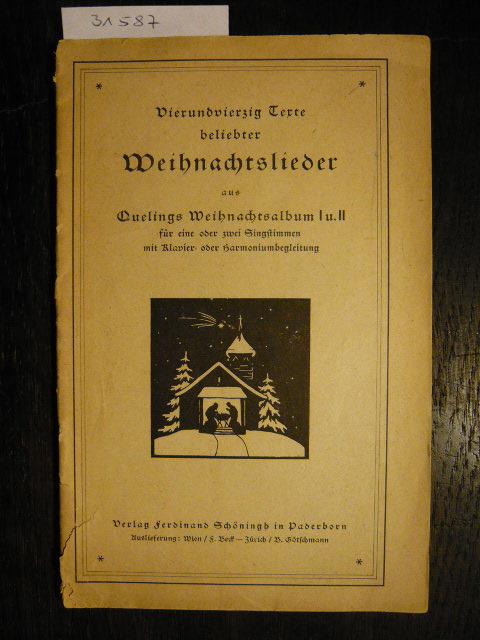 31587
Vierundvierzig Texte
beliebter
Weihnachtslieder
aus
Quelings Weihnachtsalbum I u. II
für eine oder zwei Singstimmen
mit Klavier- oder Harmoniumbegleitung
Verlag Ferdinand Schöningh in Paderborn
Auslieferung: Wien / F. Beck — Zürich / B. Götschmann